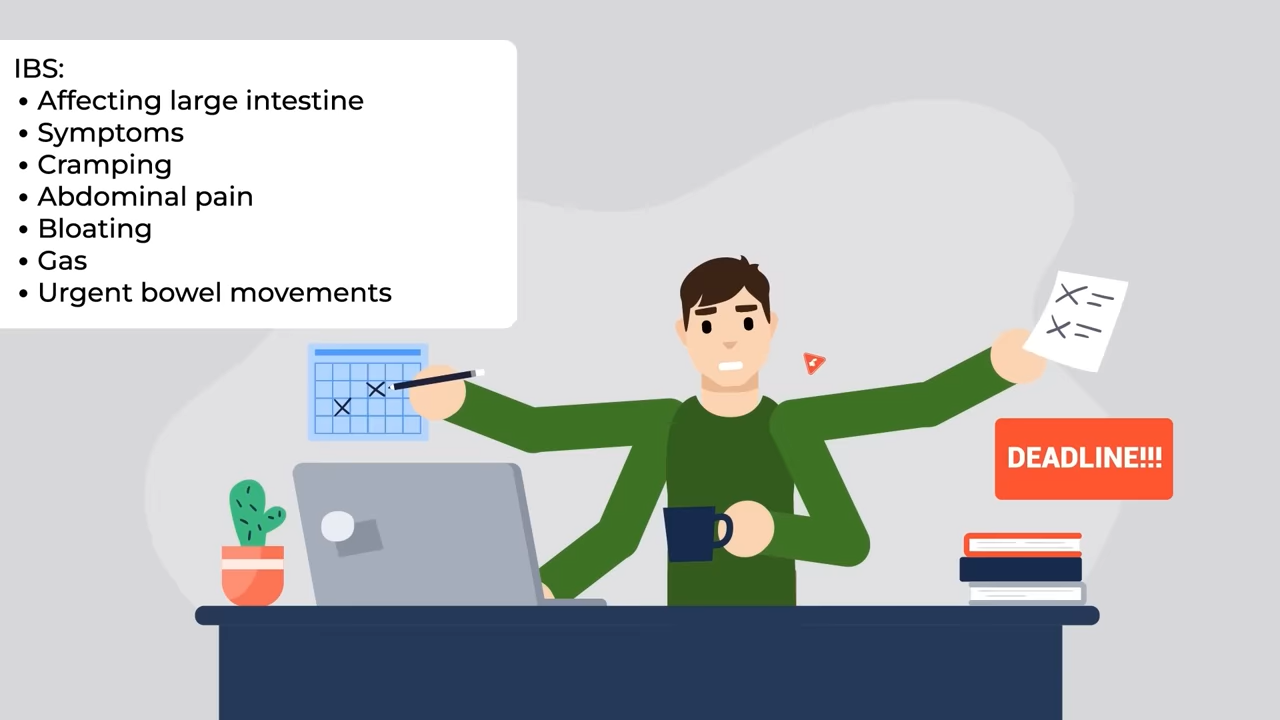 IBS:
• Affecting large intestine
• Symptoms
• Cramping
• Abdominal pain
• Bloating
• Gas
• Urgent bowel movements
DEADLINE!!!